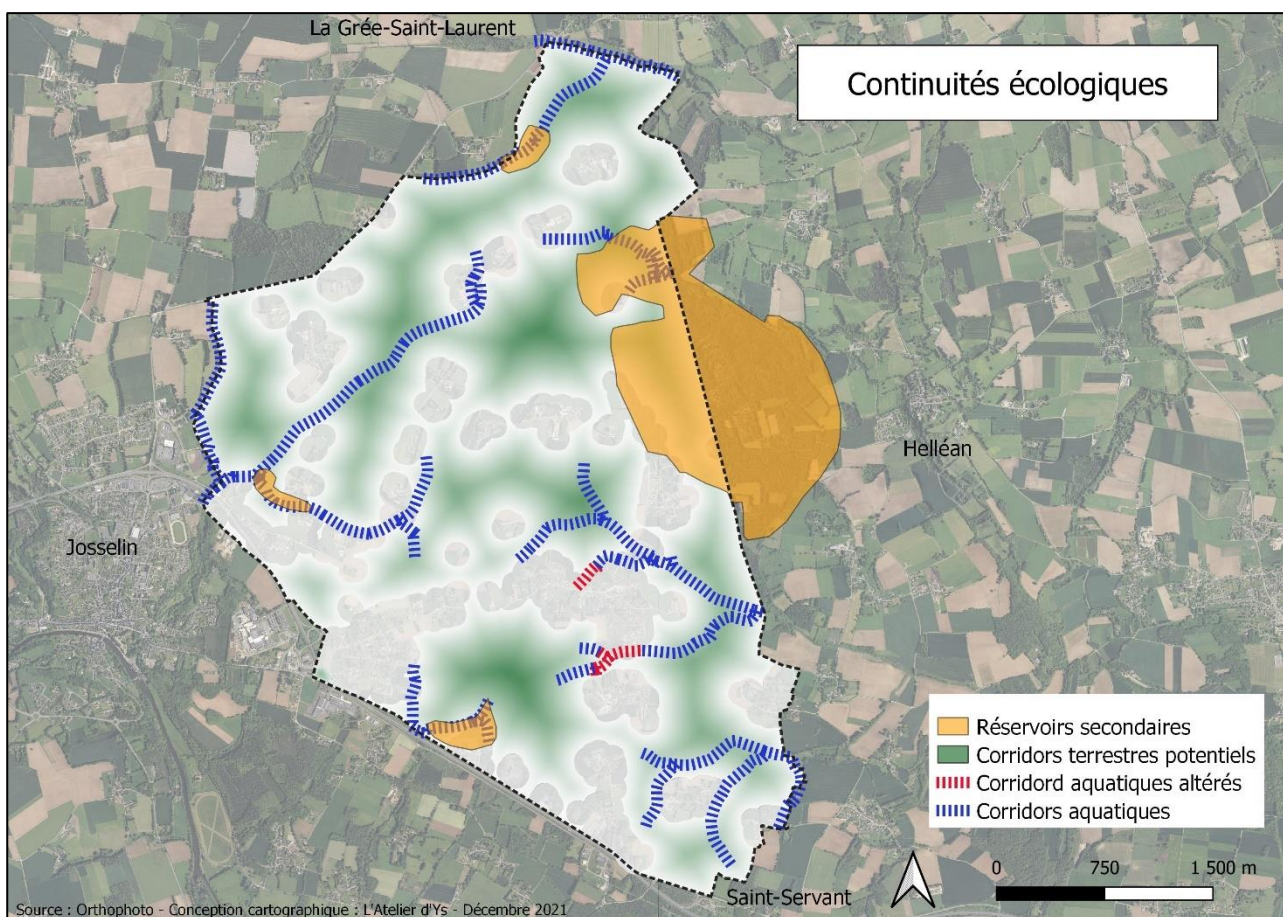 La Grée-Saint-Laurent
Continuités écologiques
Helléan
Josselin
Réservoirs secondaires
Corridors terrestres potentiels
Corridord aquatiques altérés
Corridors aquatiques
0 750 1 500 m
Saint-Servant
Source : Orthophoto - Conception cartographique : L'Atelier d'Ys - Décembre 2021